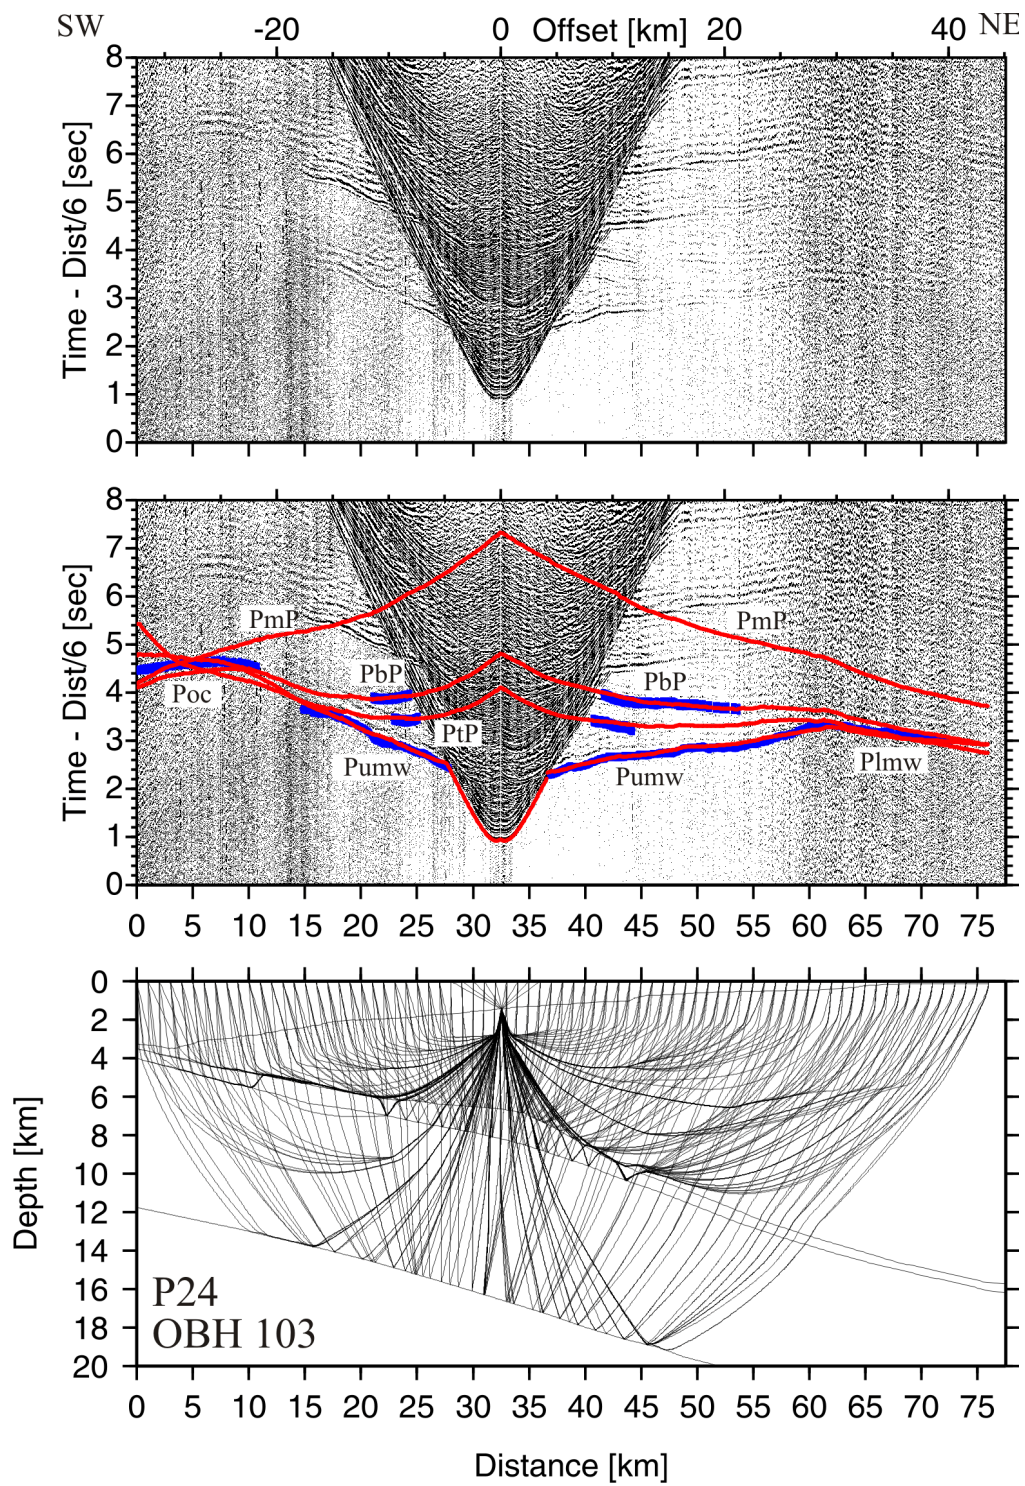 SW -20 0 Offset [km] 20 40 NE
8
7
6
5
4
3
2
1
0
Time - Dist/6 [sec]
8
7
6
5
4
3
2
1
0
Time - Dist/6 [sec]
PmP PmP
PbP PbP
Poc
PtP
Pumw Pumw Plmw
0 5 10 15 20 25 30 35 40 45 50 55 60 65 70 75
0
2
4
6
8
10
12
14
16
18
20
Depth [km]
P24
OBH 103
0 5 10 15 20 25 30 35 40 45 50 55 60 65 70 75
Distance [km]